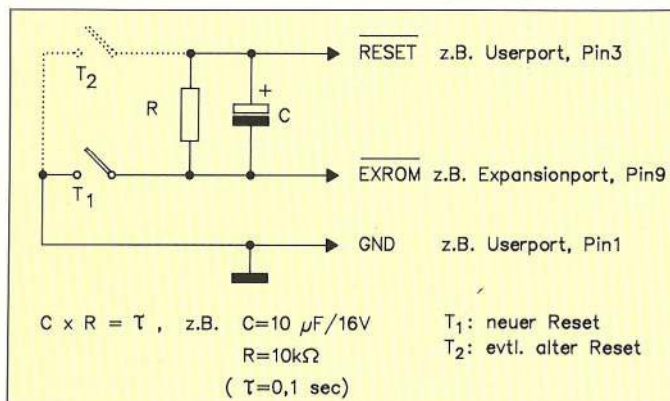 T₂
R
+
C
T₁
RESET z.B. Userport, Pin3
EXROM z.B. Expansionport, Pin9
GND z.B. Userport, Pin1
C x R = τ , z.B. C=10 µF/16V
R=10kΩ
( τ=0,1 sec)
T₁: neuer Reset
T₂: evtl. alter Reset